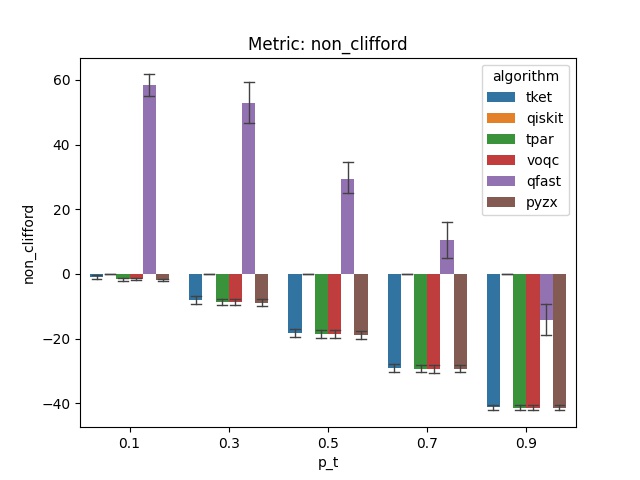 Metric: non_clifford
algorithm
tket
qiskit
tpar
voqc
qfast
pyzx
non_clifford
60
40
20
0
−20
−40
0.1 0.3 0.5 0.7 0.9
p_t